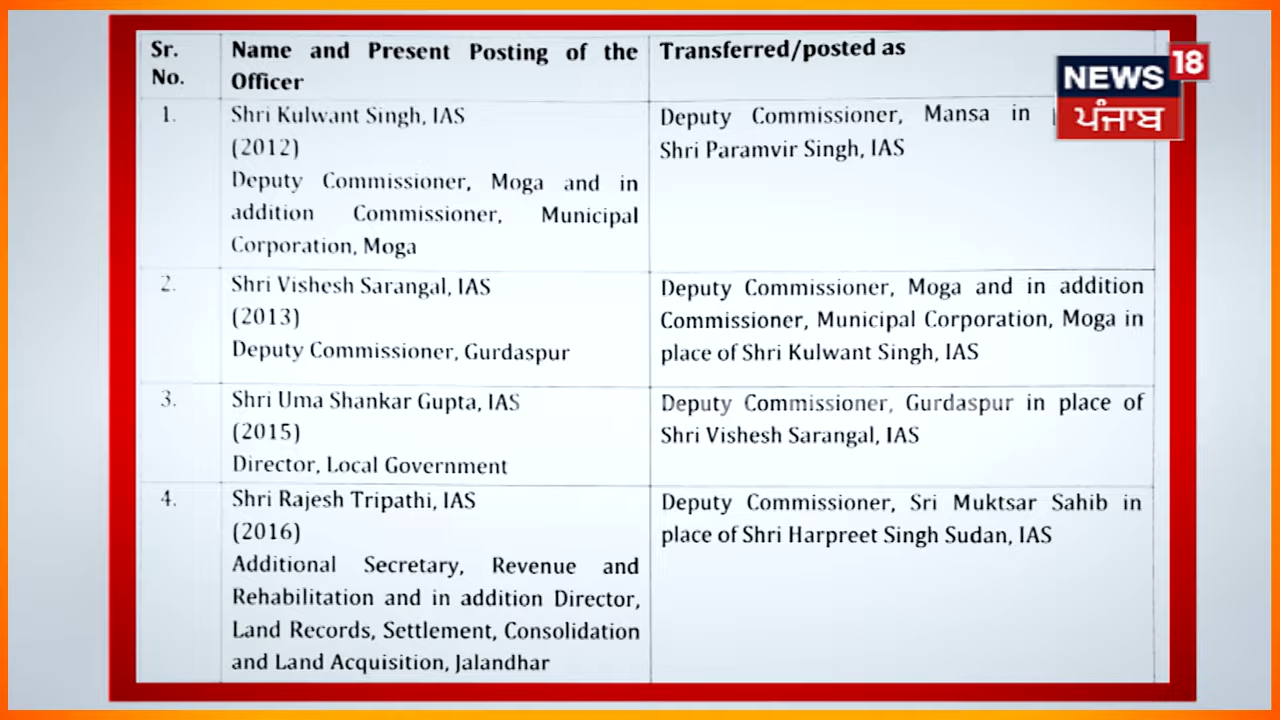 Sr. No.
Name and Present Posting of the Officer
Transferred/posted as
NEWS 18
ਪੰਜਾਬ
1.
Shri Kulwant Singh, IAS
(2012)
Deputy Commissioner, Moga and in
addition Commissioner, Municipal
Corporation, Moga
Deputy Commissioner, Mansa in
Shri Paramvir Singh, IAS
2.
Shri Vishesh Sarangal, IAS
(2013)
Deputy Commissioner, Gurdaspur
Deputy Commissioner, Moga and in addition
Commissioner, Municipal Corporation, Moga in
place of Shri Kulwant Singh, IAS
3.
Shri Uma Shankar Gupta, IAS
(2015)
Director, Local Government
Deputy Commissioner, Gurdaspur in place of
Shri Vishesh Sarangal, IAS
4.
Shri Rajesh Tripathi, IAS
(2016)
Additional Secretary, Revenue and
Rehabilitation and in addition Director,
Land Records, Settlement, Consolidation
and Land Acquisition, Jalandhar
Deputy Commissioner, Sri Muktsar Sahib in
place of Shri Harpreet Singh Sudan, IAS